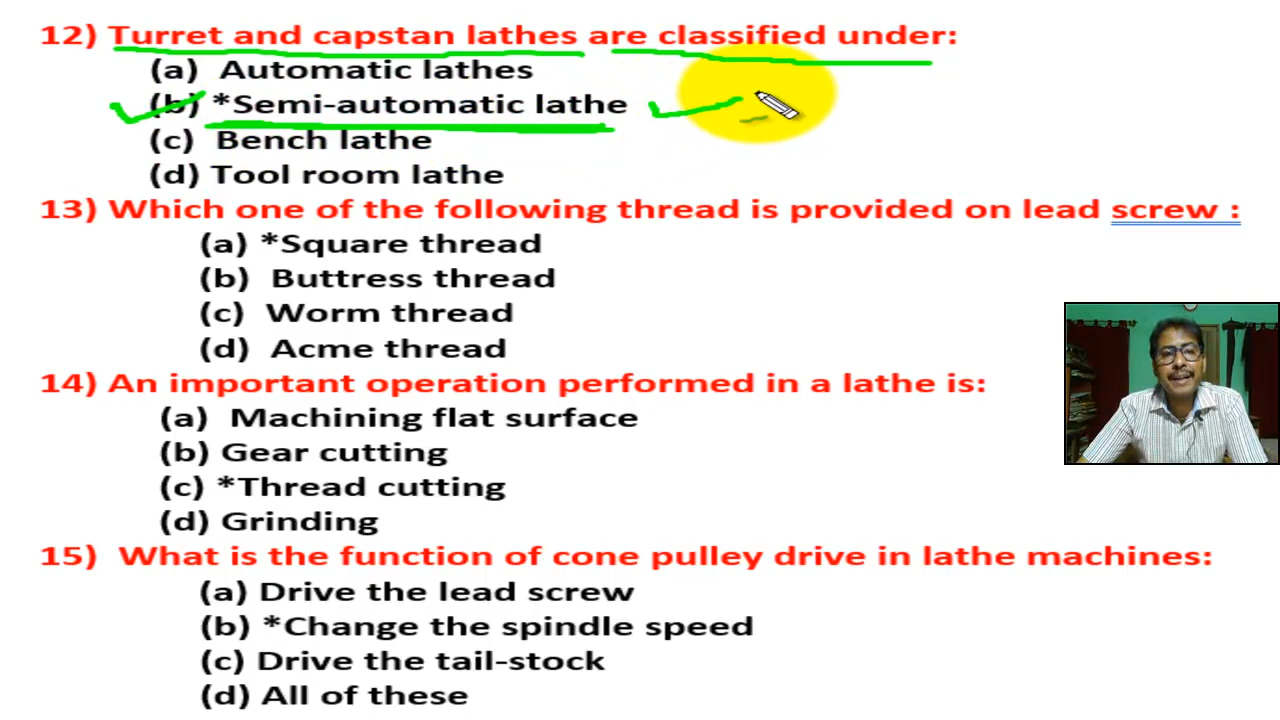 12) Turret and capstan lathes are classified under:
(a) Automatic lathes
(b) *Semi-automatic lathe
(c) Bench lathe
(d) Tool room lathe
13) Which one of the following thread is provided on lead screw :
(a) *Square thread
(b) Buttress thread
(c) Worm thread
(d) Acme thread
14) An important operation performed in a lathe is:
(a) Machining flat surface
(b) Gear cutting
(c) *Thread cutting
(d) Grinding
15) What is the function of cone pulley drive in lathe machines:
(a) Drive the lead screw
(b) *Change the spindle speed
(c) Drive the tail-stock
(d) All of these